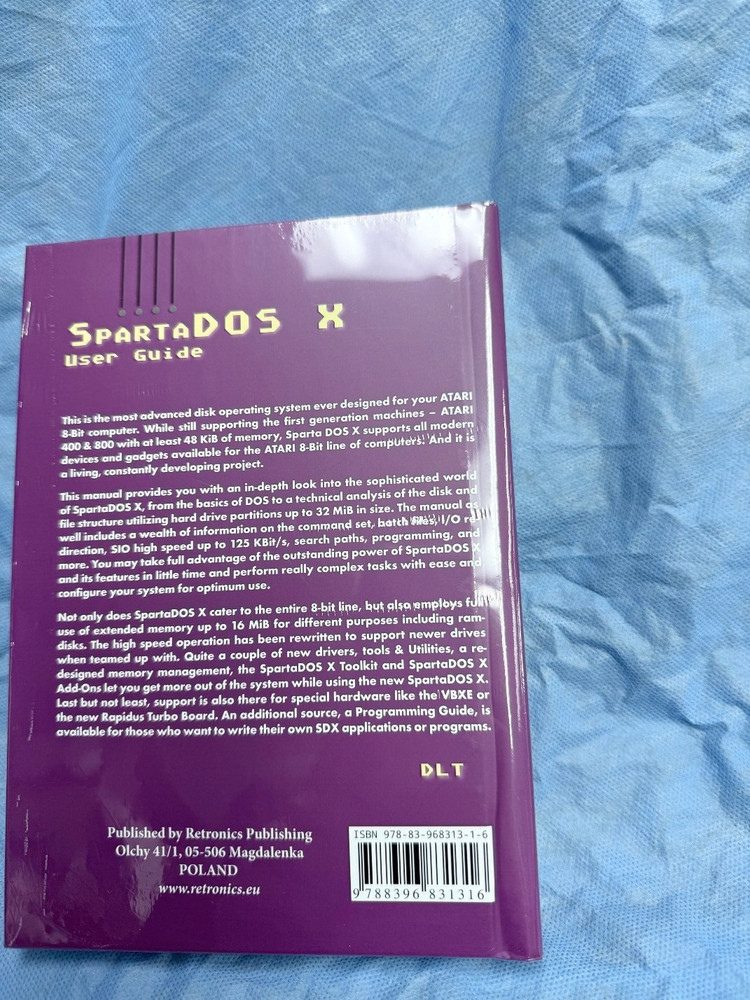 SPARTADOS X
User Guide
This is the most advanced disk operating system ever designed for your ATARI
8-Bit computer. While still supporting the first generation machines – ATARI
400 & 800 with at least 48 KiB of memory, Sparta DOS X supports all modern
devices and gadgets available for the ATARI 8-Bit line of computers. And it is
a living, constantly developing project.
This manual provides you with an in-depth look into the sophisticated world
of SpartaDOS X, from the basics of DOS to a technical analysis of the disk and
file structure utilizing hard drive partitions up to 32 MiB in size. The manual as
well includes a wealth of information on the command set, batch files, I/O re-
direction, SIO high speed up to 125 KBit/s, search paths, programming, and
more. You may take full advantage of the outstanding power of SpartaDOS X
and its features in little time and perform really complex tasks with ease and
configure your system for optimum use.
Not only does SpartaDOS X cater to the entire 8-bit line, but also employs full
use of extended memory up to 16 MiB for different purposes including ram-
disks. The high speed operation has been rewritten to support newer drives
when teamed up with. Quite a couple of new drivers, tools & Utilities, a re-
designed memory management, the SpartaDOS X Toolkit and SpartaDOS X
Add-Ons let you get more out of the system while using the new SpartaDOS X.
Last but not least, support is also there for special hardware like the VBXE or
the new Rapidus Turbo Board. An additional source, a Programming Guide, is
available for those who want to write their own SDX applications or programs.
DLT
Published by Retronics Publishing
Olchy 41/1, 05-506 Magdalenka
POLAND
www.retronics.eu
ISBN 978-83-968313-1-6
9 788396 831316